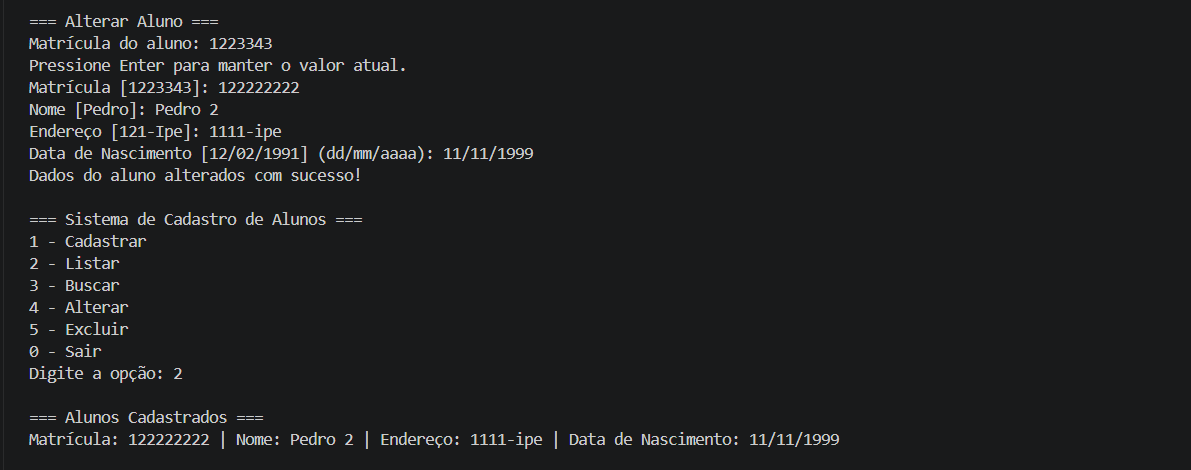 === Alterar Aluno ===
Matrícula do aluno: 1223343
Pressione Enter para manter o valor atual.
Matrícula [1223343]: 122222222
Nome [Pedro]: Pedro 2
Endereço [121-Ipe]: 1111-ipe
Data de Nascimento [12/02/1991] (dd/mm/aaaa): 11/11/1999
Dados do aluno alterados com sucesso!

=== Sistema de Cadastro de Alunos ===
1 - Cadastrar
2 - Listar
3 - Buscar
4 - Alterar
5 - Excluir
0 - Sair
Digite a opção: 2

=== Alunos Cadastrados ===
Matrícula: 122222222 | Nome: Pedro 2 | Endereço: 1111-ipe | Data de Nascimento: 11/11/1999